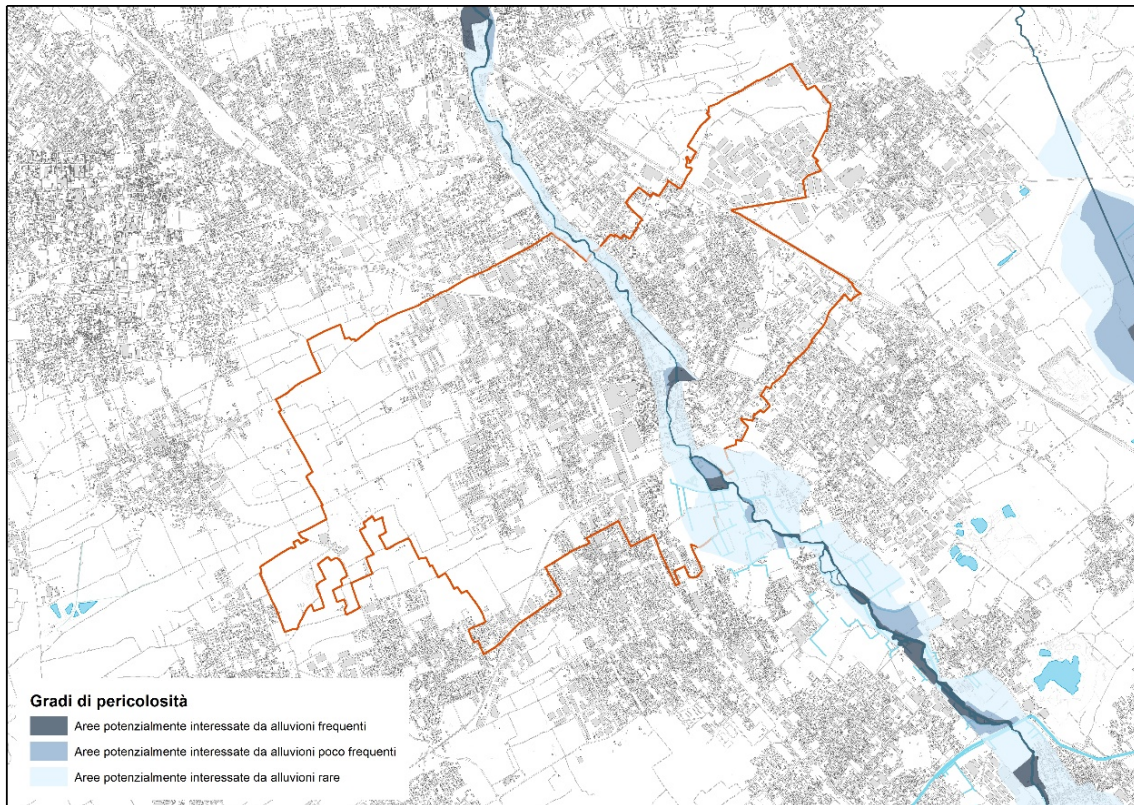 Gradi di pericolosità
Aree potenzialmente interessate da alluvioni frequenti
Aree potenzialmente interessate da alluvioni poco frequenti
Aree potenzialmente interessate da alluvioni rare